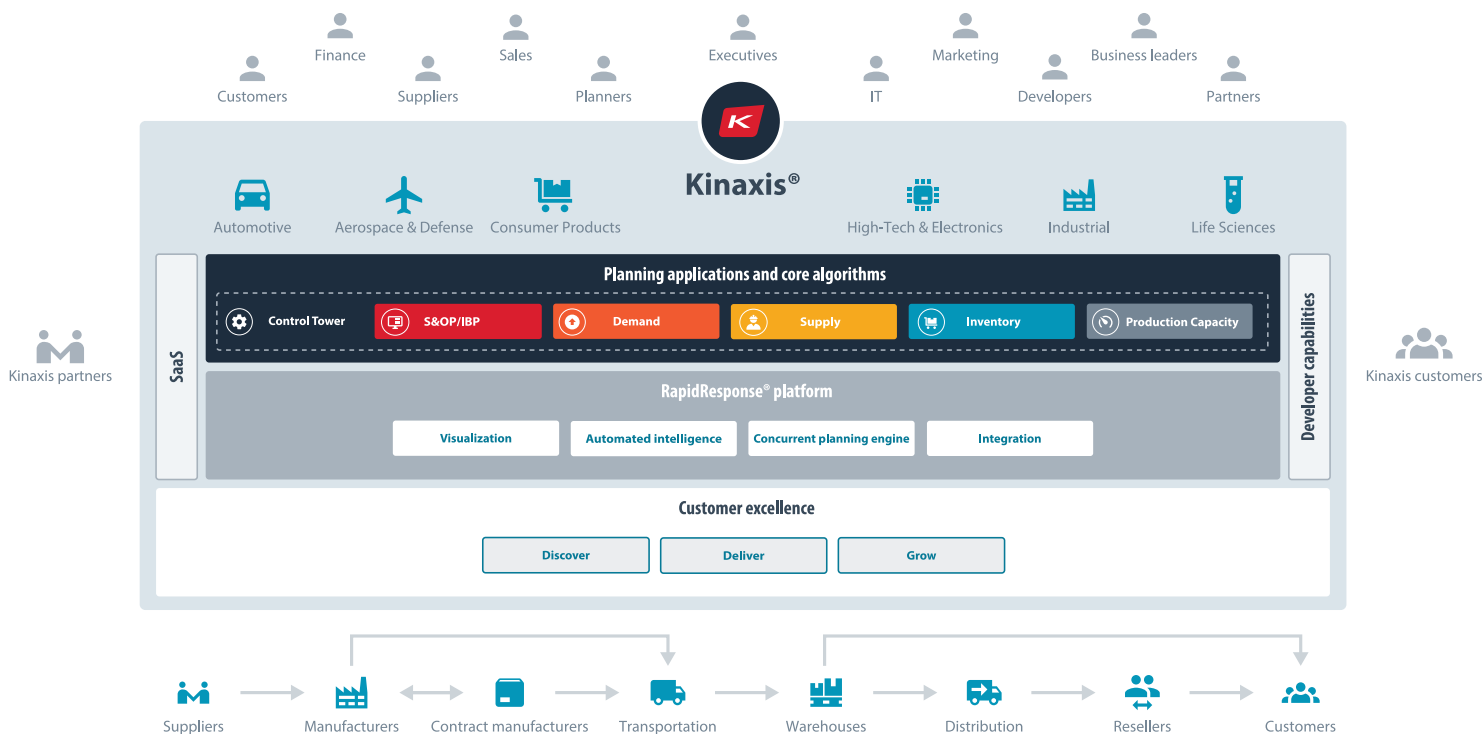 Finance
Sales
Executives
Marketing
Business leaders
Customers
Suppliers
Planners
IT
Developers
Partners
K
Kinaxis®
Automotive
Aerospace & Defense
Consumer Products
High-Tech & Electronics
Industrial
Life Sciences
Kinaxis partners
SaaS
Planning applications and core algorithms
Control Tower
S&OP/IBP
Demand
Supply
Inventory
Production Capacity
RapidResponse® platform
Visualization
Automated intelligence
Concurrent planning engine
Integration
Developer capabilities
Kinaxis customers
Customer excellence
Discover
Deliver
Grow
Suppliers
Manufacturers
Contract manufacturers
Transportation
Warehouses
Distribution
Resellers
Customers